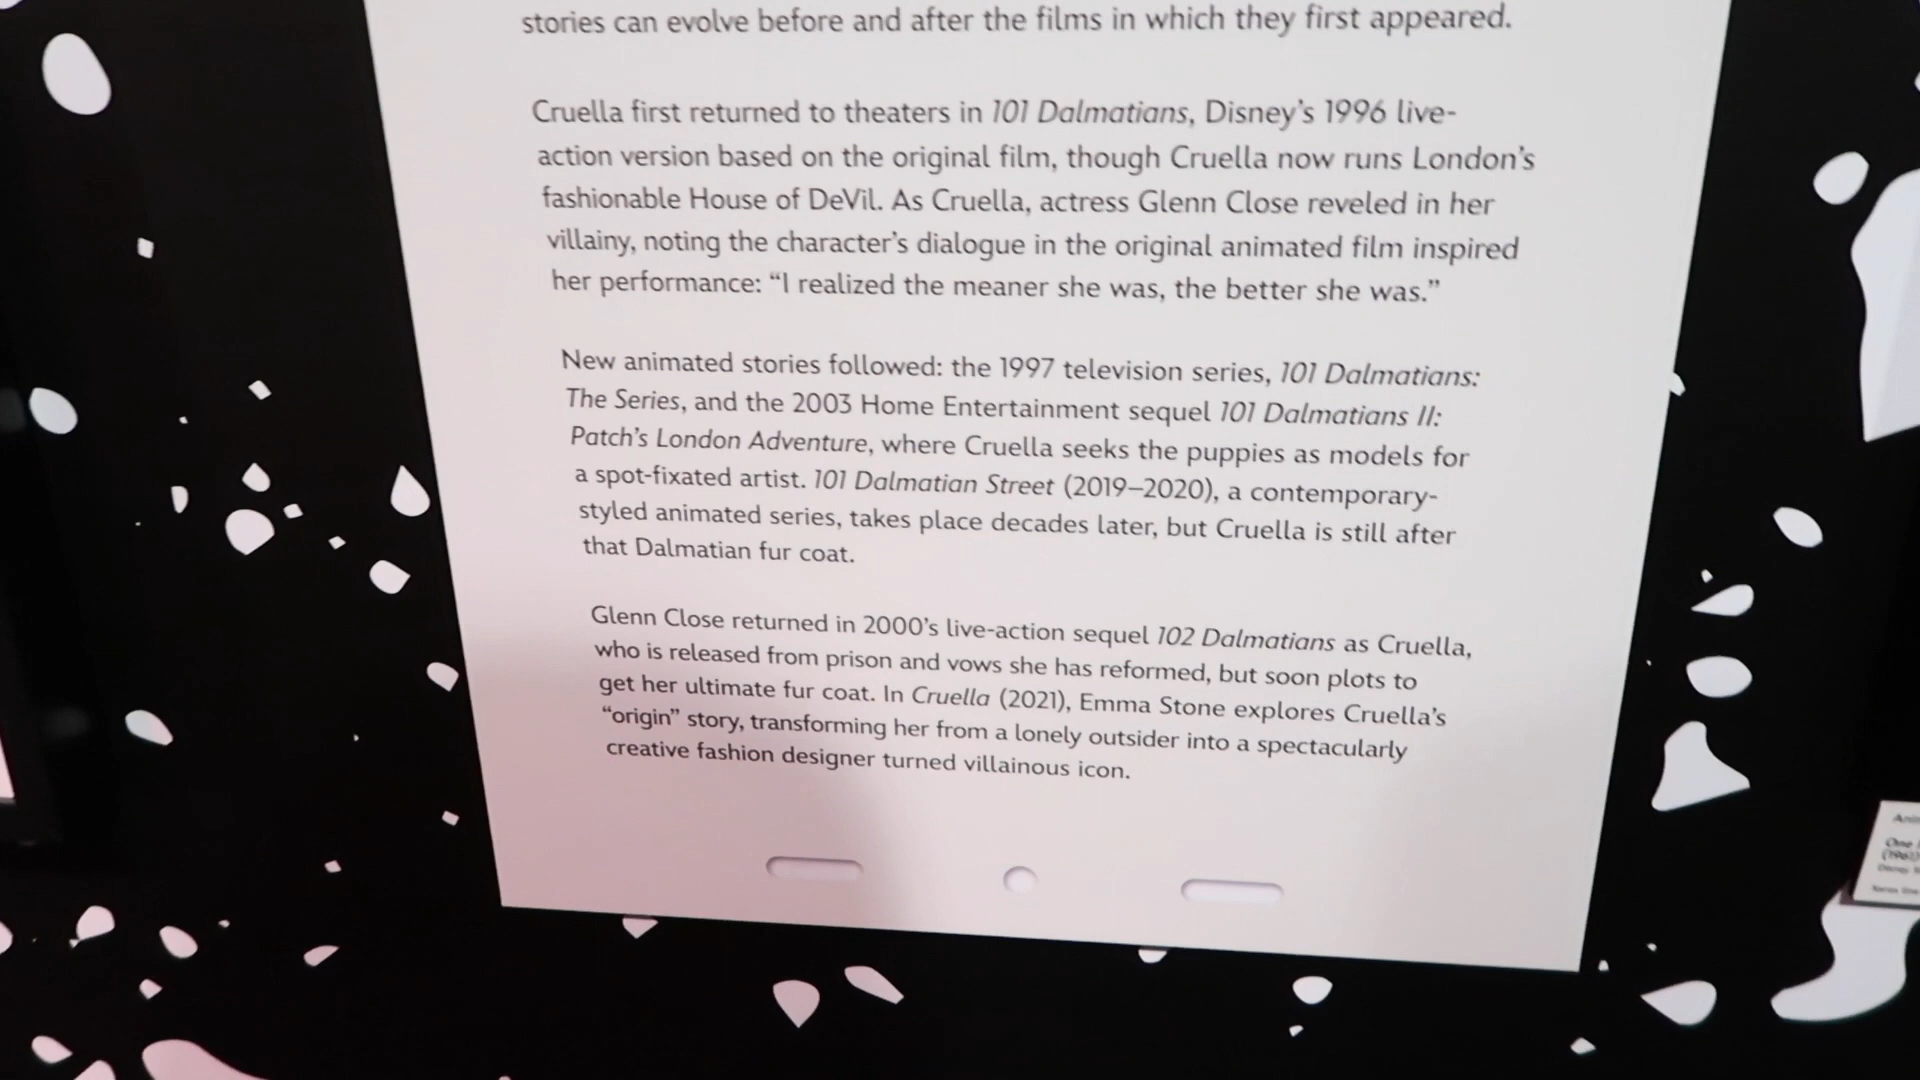 stories can evolve before and after the films in which they first appeared.
Cruella first returned to theaters in 101 Dalmatians, Disney's 1996 live-
action version based on the original film, though Cruella now runs London's
fashionable House of DeVil. As Cruella, actress Glenn Close reveled in her
villainy, noting the character's dialogue in the original animated film inspired
her performance: “I realized the meaner she was, the better she was.”
New animated stories followed: the 1997 television series, 101 Dalmatians:
The Series, and the 2003 Home Entertainment sequel 101 Dalmatians II:
Patch's London Adventure, where Cruella seeks the puppies as models for
a spot-fixated artist. 101 Dalmatian Street (2019–2020), a contemporary-
styled animated series, takes place decades later, but Cruella is still after
that Dalmatian fur coat.
Glenn Close returned in 2000's live-action sequel 102 Dalmatians as Cruella,
who is released from prison and vows she has reformed, but soon plots to
get her ultimate fur coat. In Cruella (2021), Emma Stone explores Cruella's
“origin” story, transforming her from a lonely outsider into a spectacularly
creative fashion designer turned villainous icon.
One
(1961)